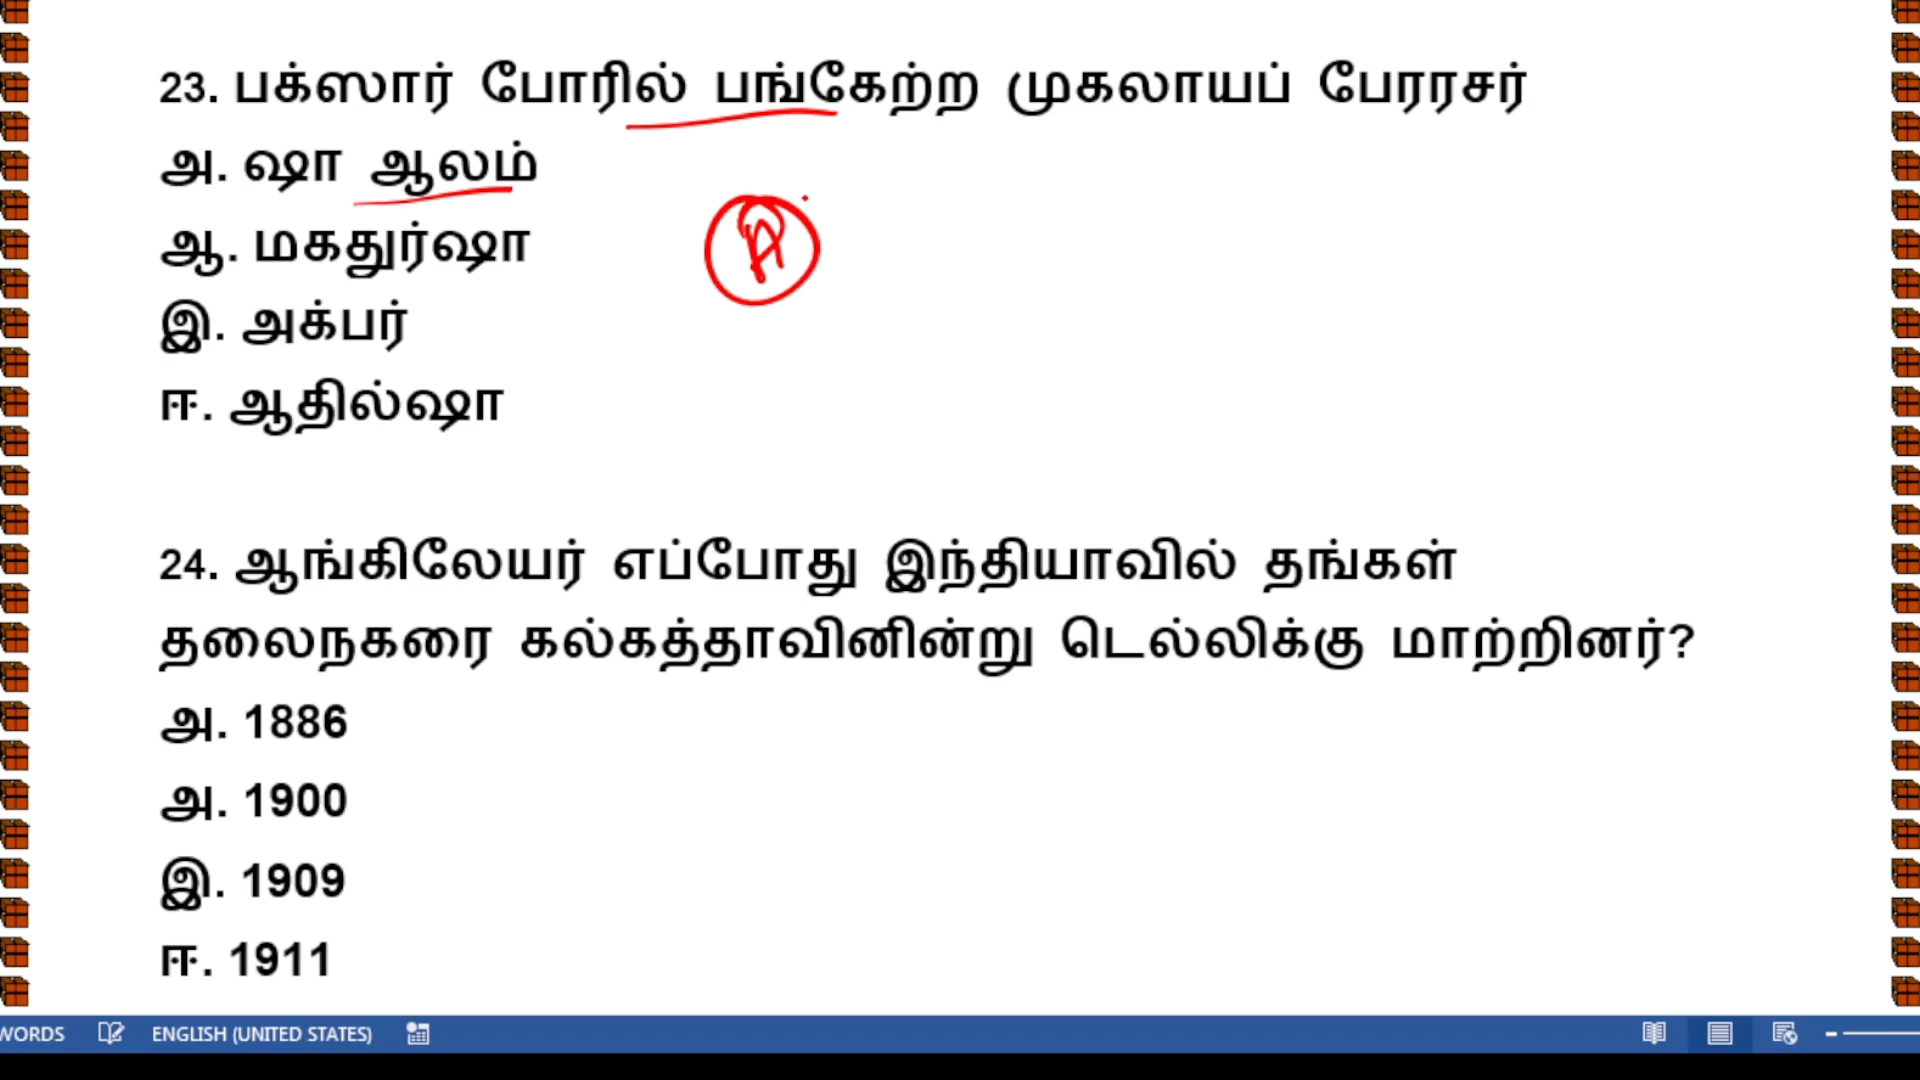 23. பக்ஸார் போரில் பங்கேற்ற முகலாயப் பேரரசர்
அ. ஷா ஆலம்
A
ஆ. மகதுர்ஷா
இ. அக்பர்
ஈ. ஆதில்ஷா
24. ஆங்கிலேயர் எப்போது இந்தியாவில் தங்கள்
தலைநகரை கல்கத்தாவினின்று டெல்லிக்கு மாற்றினர்?
அ. 1886
அ. 1900
இ. 1909
ஈ. 1911
WORDS ENGLISH (UNITED STATES)